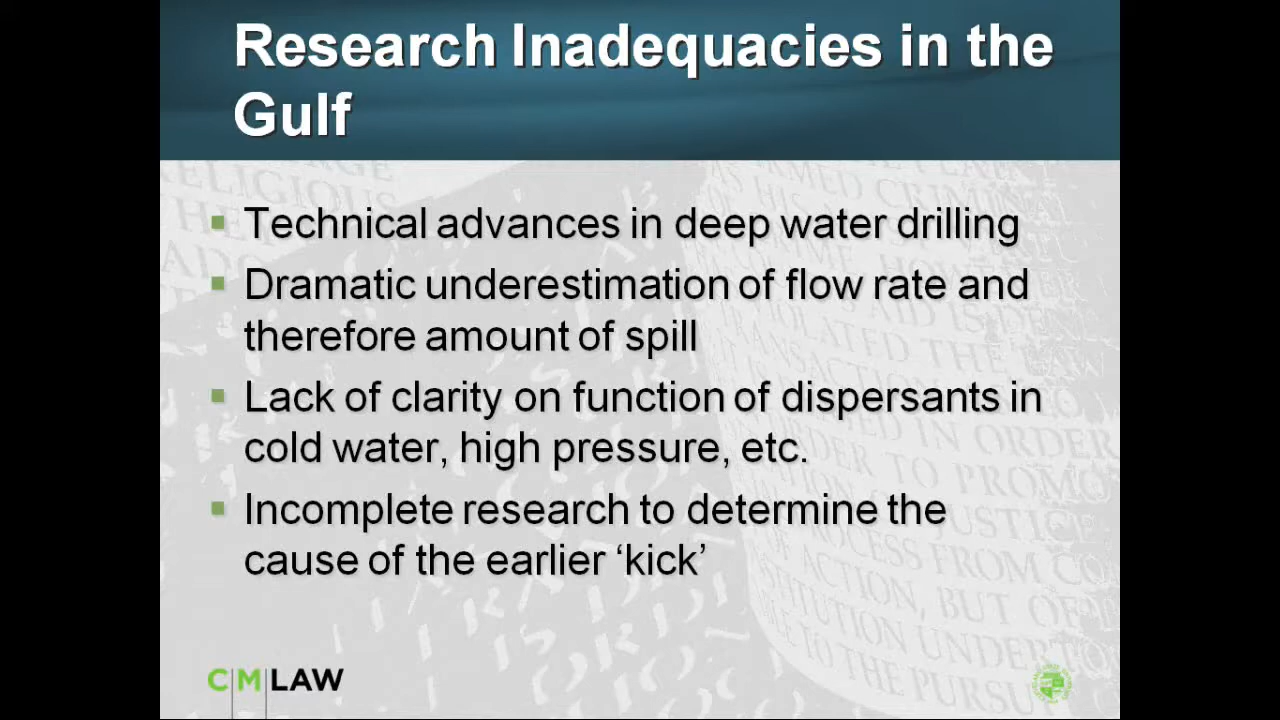 Research Inadequacies in the
Gulf
Technical advances in deep water drilling
Dramatic underestimation of flow rate and
therefore amount of spill
Lack of clarity on function of dispersants in
cold water, high pressure, etc.
Incomplete research to determine the
cause of the earlier ‘kick’
C|M|LAW